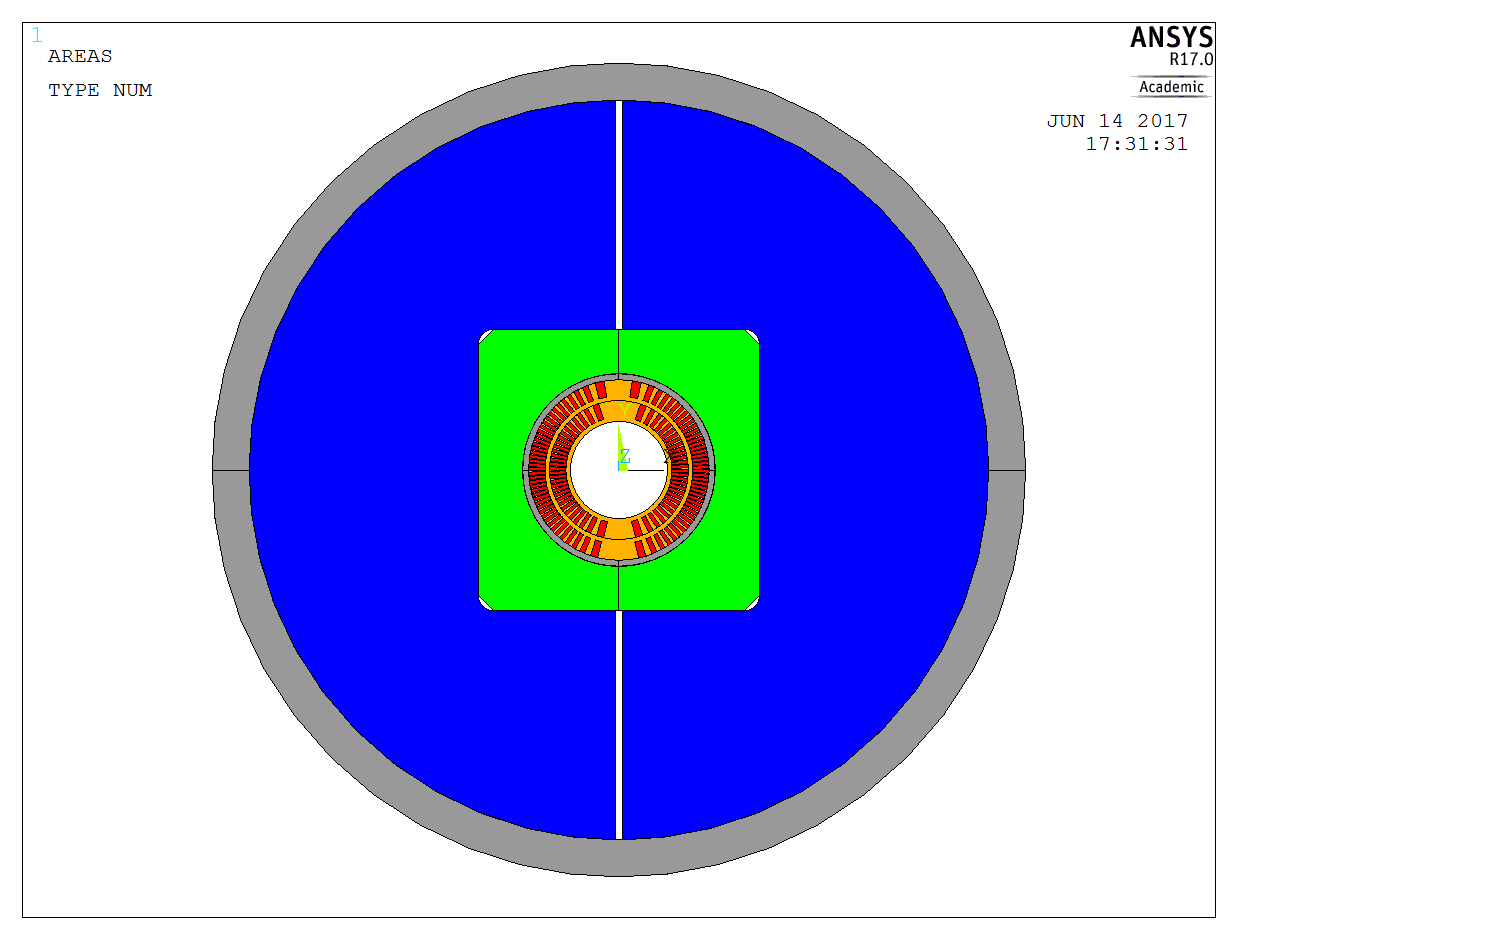 1
AREAS
TYPE NUM
ANSYS
R17.0
Academic
JUN 14 2017
17:31:31
Y
Z
X